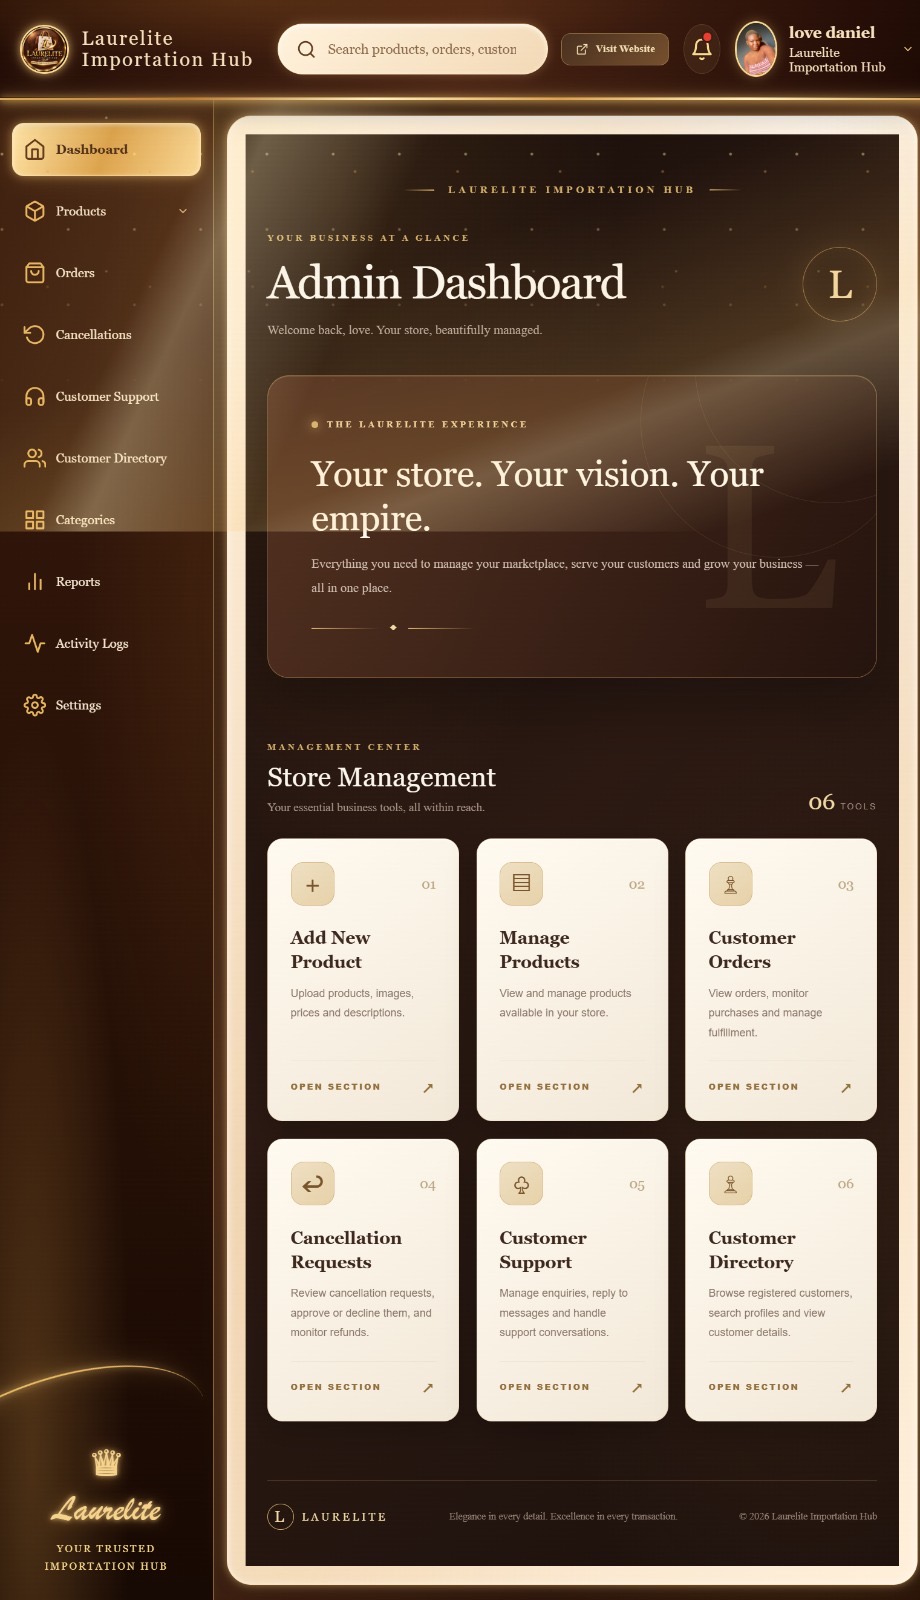 Laurelite
Importation Hub
Search products, orders, custon
Visit Website
love daniel
Laurelite
Importation Hub
Dashboard
Products
Orders
Cancellations
Customer Support
Customer Directory
Categories
Reports
Activity Logs
Settings
Laurelite
YOUR TRUSTED
IMPORTATION HUB
LAURELITE IMPORTATION HUB
YOUR BUSINESS AT A GLANCE
Admin Dashboard
L
Welcome back, love. Your store, beautifully managed.
THE LAURELITE EXPERIENCE
Your store. Your vision. Your
empire.
L
Everything you need to manage your marketplace, serve your customers and grow your business —
all in one place.
MANAGEMENT CENTER
Store Management
Your essential business tools, all within reach.
06 TOOLS
01
Add New
Product
Upload products, images,
prices and descriptions.
OPEN SECTION ↗
02
Manage
Products
View and manage products
available in your store.
OPEN SECTION ↗
03
Customer
Orders
View orders, monitor
purchases and manage
fulfillment.
OPEN SECTION ↗
04
Cancellation
Requests
Review cancellation requests,
approve or decline them, and
monitor refunds.
OPEN SECTION ↗
05
Customer
Support
Manage enquiries, reply to
messages and handle
support conversations.
OPEN SECTION ↗
06
Customer
Directory
Browse registered customers,
search profiles and view
customer details.
OPEN SECTION ↗
L LAURELITE
Elegance in every detail. Excellence in every transaction.
© 2026 Laurelite Importation Hub